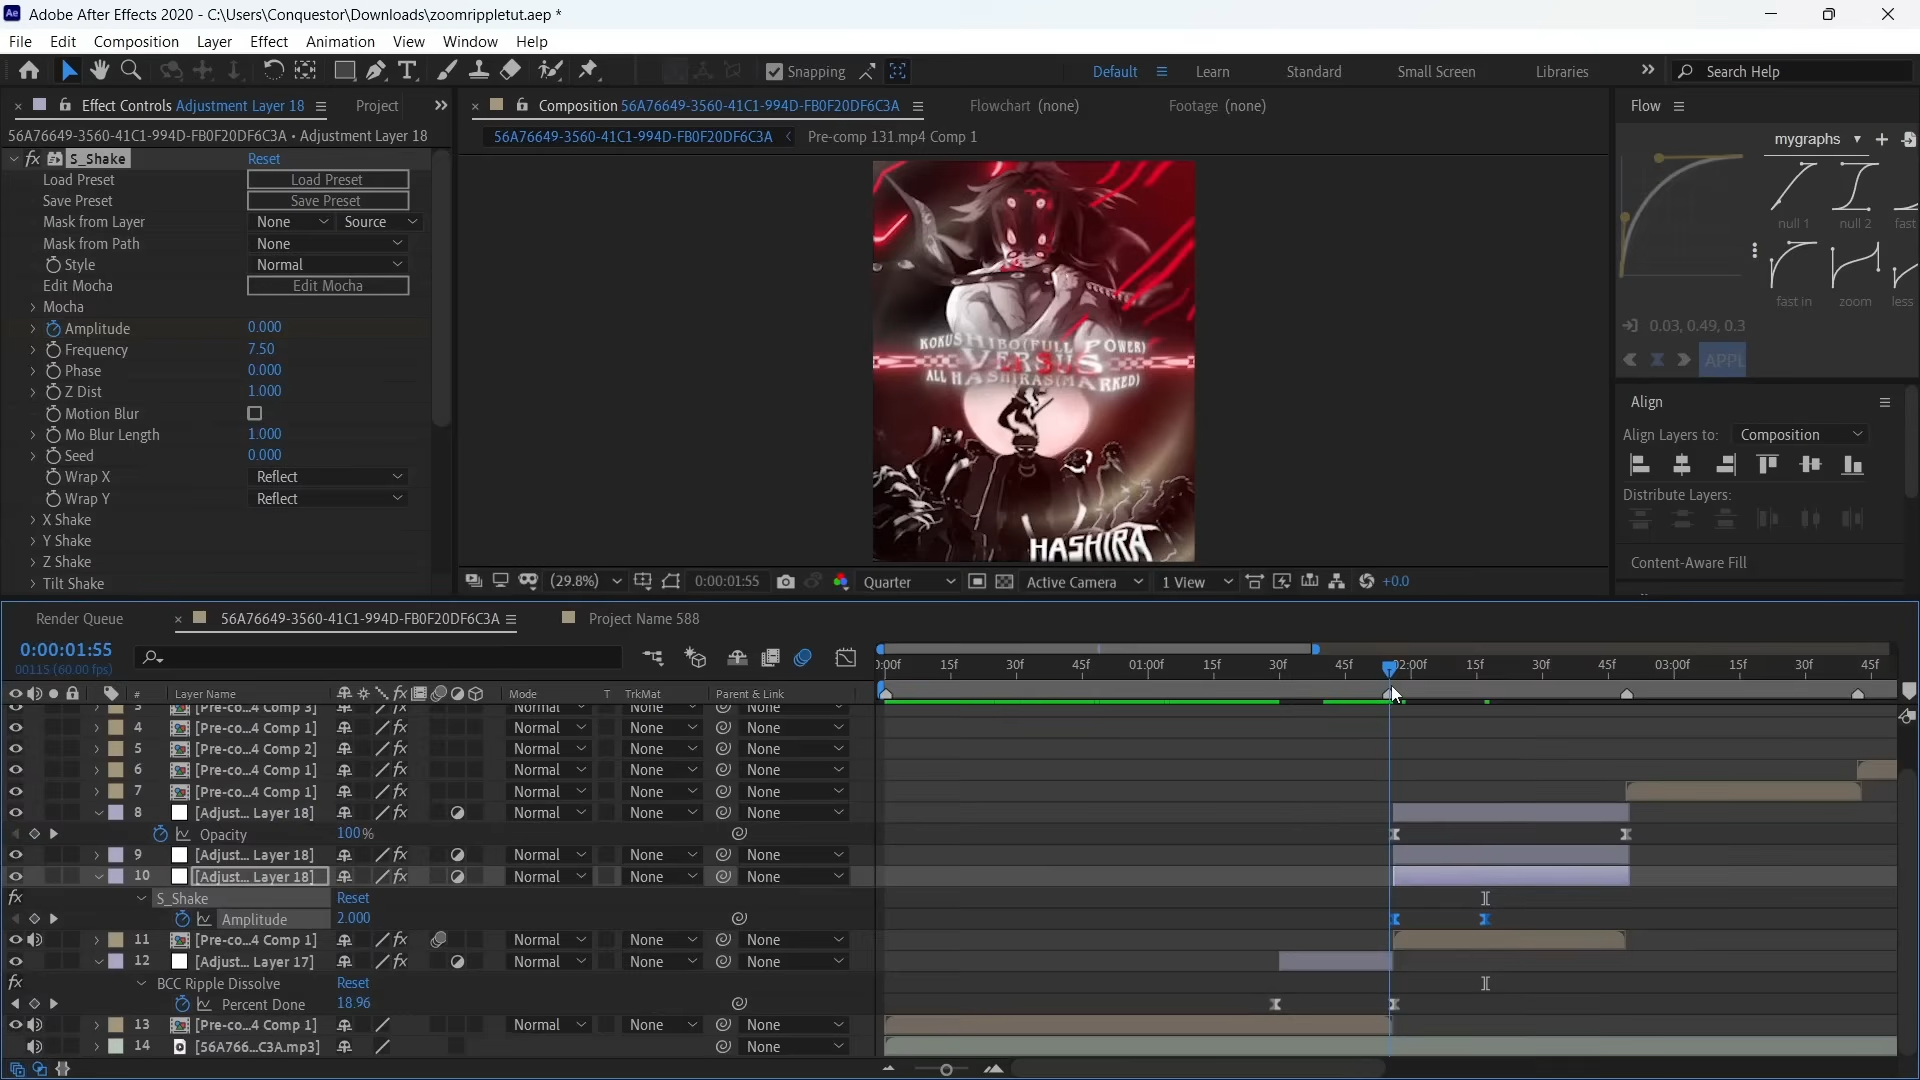 Adobe After Effects 2020 - C:\Users\Conquestor\Downloads\zoomrippletut.aep *
File Edit Composition Layer Effect Animation View Window Help
Snapping Default Learn Standard Small Screen Libraries Search Help
Effect Controls Adjustment Layer 18 Project
56A76649-3560-41C1-994D-FB0F20DF6C3A • Adjustment Layer 18
fx S_Shake Reset
Load Preset Load Preset
Save Preset Save Preset
Mask from Layer None Source
Mask from Path None
Style Normal
Edit Mocha Edit Mocha
Mocha
Amplitude 0.000
Frequency 7.50
Phase 0.000
Z Dist 1.000
Motion Blur
Mo Blur Length 1.000
Seed 0.000
Wrap X Reflect
Wrap Y Reflect
X Shake
Y Shake
Z Shake
Tilt Shake
Composition 56A76649-3560-41C1-994D-FB0F20DF6C3A Flowchart (none) Footage (none)
56A76649-3560-41C1-994D-FB0F20DF6C3A Pre-comp 131.mp4 Comp 1
KOKUSHIBO(FULL POWER)
VERSUS
ALL HASHIRAS(MARKED)
HASHIRA
(29.8%) 0:00:01:55 Quarter Active Camera 1 View +0.0
Flow
mygraphs
null 1 null 2 fast
fast in zoom less
0.03, 0.49, 0.3
APPL
Align
Align Layers to: Composition
Distribute Layers:
Content-Aware Fill
Render Queue 56A76649-3560-41C1-994D-FB0F20DF6C3A Project Name 588
0:00:01:55
00115 (60.00 fps)
):00f 15f 30f 45f 01:00f 15f 30f 45f 02:00f 15f 30f 45f 03:00f 15f 30f 45f
# Layer Name Mode T TrkMat Parent & Link
3 [Pre-co...4 Comp 3] Normal None None
4 [Pre-co...4 Comp 1] Normal None None
5 [Pre-co...4 Comp 2] Normal None None
6 [Pre-co...4 Comp 1] Normal None None
7 [Pre-co...4 Comp 1] Normal None None
8 [Adjust... Layer 18] Normal None None
Opacity 100%
9 [Adjust... Layer 18] Normal None None
10 [Adjust... Layer 18] Normal None None
fx S_Shake Reset
Amplitude 2.000
11 [Pre-co...4 Comp 1] Normal None None
12 [Adjust... Layer 17] Normal None None
fx BCC Ripple Dissolve Reset
Percent Done 18.96
13 [Pre-co...4 Comp 1] Normal None None
14 [56A766...C3A.mp3] None